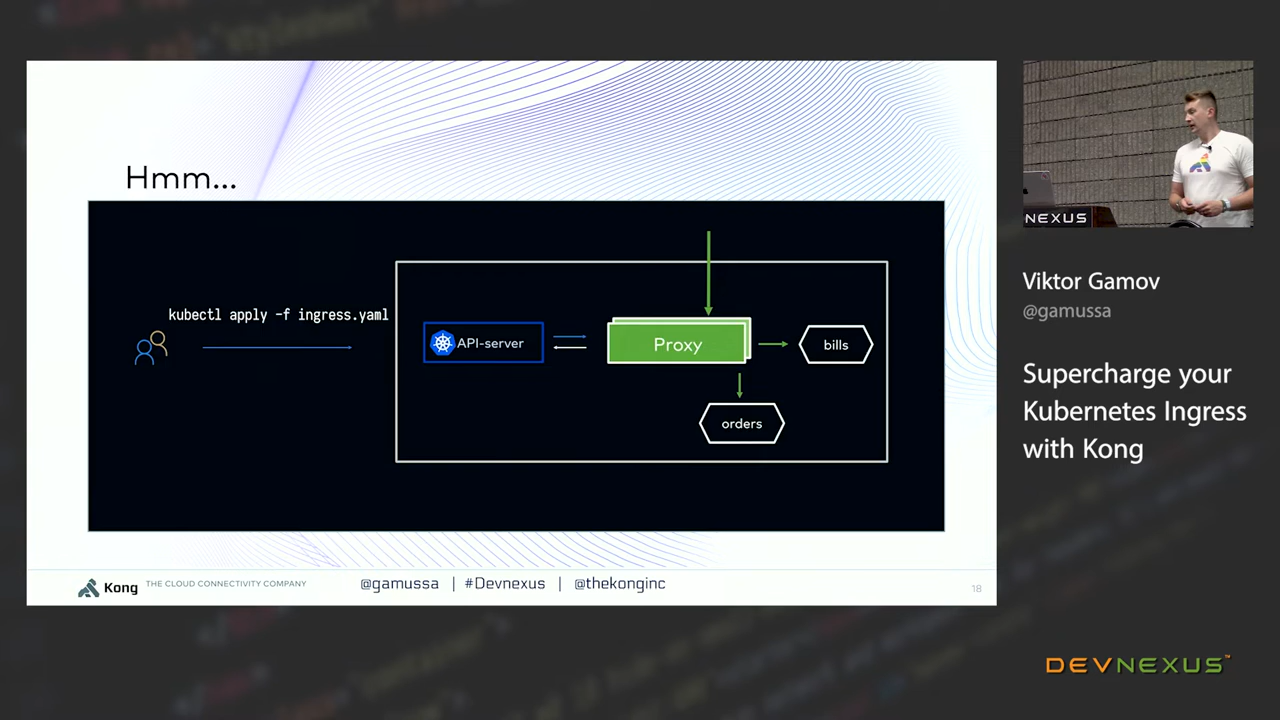 Hmm...
kubectl apply -f ingress.yaml
API-server
Proxy
bills
orders
Kong
THE CLOUD CONNECTIVITY COMPANY
@gamussa | #Devnexus | @thekonginc
18
NEXUS
Viktor Gamov
@gamussa
Supercharge your
Kubernetes Ingress
with Kong
DEVNEXUS™